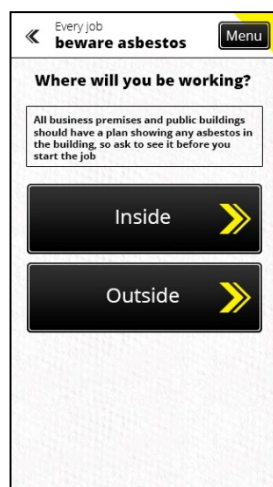 Every job
beware asbestos
Menu
Where will you be working?
All business premises and public buildings
should have a plan showing any asbestos in
the building, so ask to see it before you
start the job
Inside
Outside